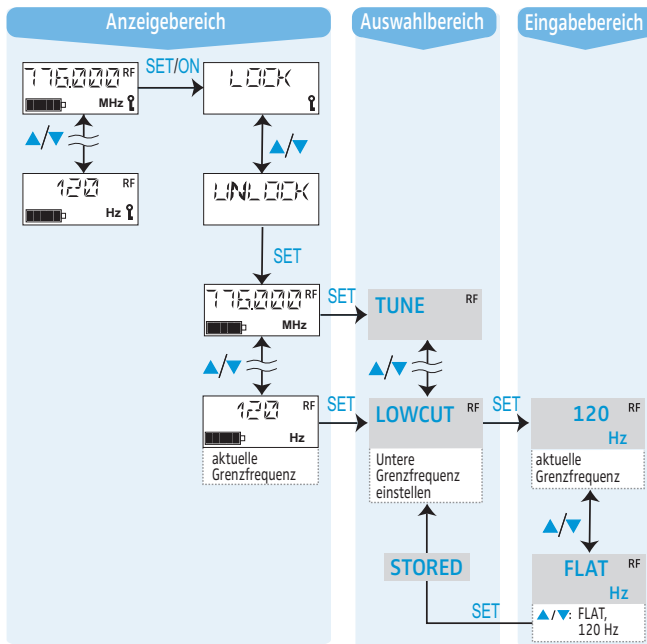 Anzeigebereich
Auswahlbereich
Eingabebereich
776.000 RF
MHz
SET/ON
LOCK
▲/▼
▲/▼
120 RF
Hz
UNLOCK
SET
776.000 RF
MHz
SET
TUNE RF
▲/▼
▲/▼
120 RF
Hz
aktuelle
Grenzfrequenz
SET
LOWCUT RF
Untere
Grenzfrequenz
einstellen
SET
120 RF
Hz
aktuelle
Grenzfrequenz
▲/▼
STORED
FLAT RF
Hz
▲/▼: FLAT,
120 Hz
SET